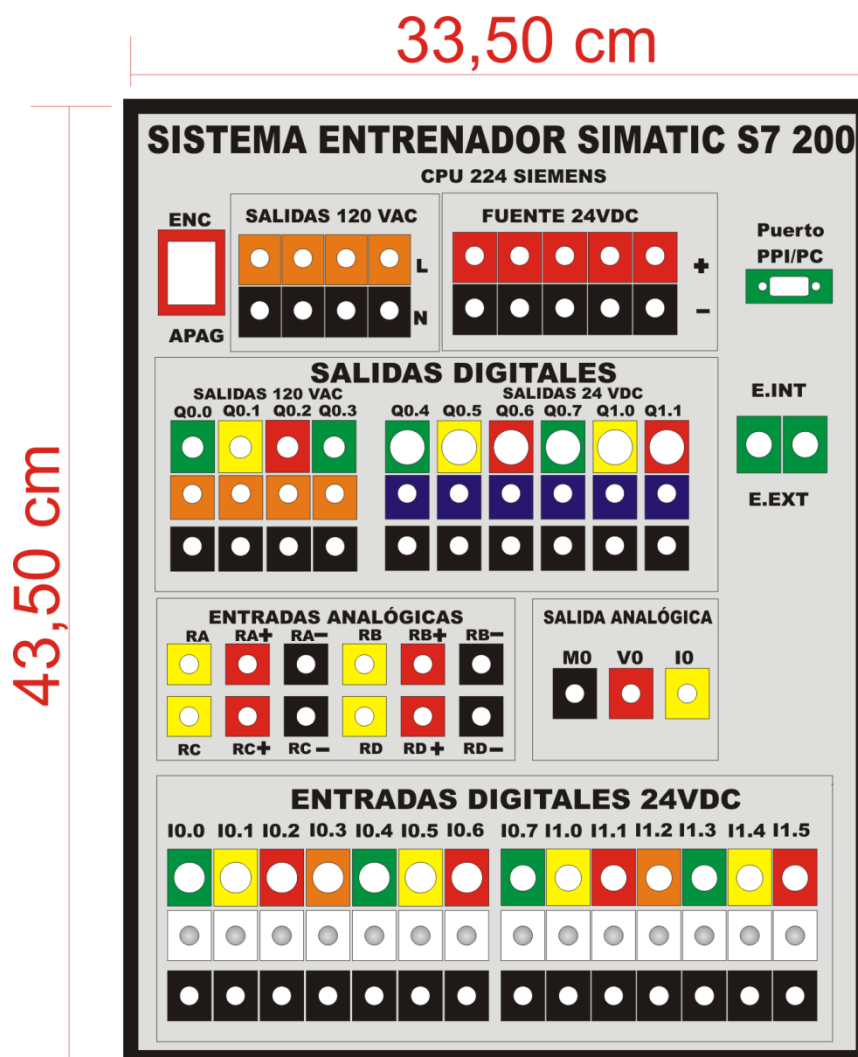 33,50 cm
43,50 cm
SISTEMA ENTRENADOR SIMATIC S7 200
CPU 224 SIEMENS
ENC
APAG
SALIDAS 120 VAC
L
N
FUENTE 24VDC
+
–
Puerto
PPI/PC
SALIDAS DIGITALES
SALIDAS 120 VAC
Q0.0 Q0.1 Q0.2 Q0.3
SALIDAS 24 VDC
Q0.4 Q0.5 Q0.6 Q0.7 Q1.0 Q1.1
E.INT
E.EXT
ENTRADAS ANALÓGICAS
RA RA+ RA– RB RB+ RB–
RC RC+ RC – RD RD + RD–
SALIDA ANALÓGICA
M0 V0 I0
ENTRADAS DIGITALES 24VDC
I0.0 I0.1 I0.2 I0.3 I0.4 I0.5 I0.6 I0.7 I1.0 I1.1 I1.2 I1.3 I1.4 I1.5